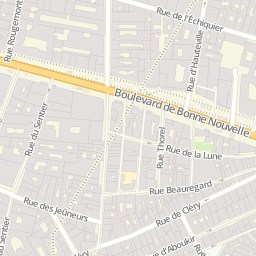 Rue de l'Échiquier
Rue Rougemont
Rue d'Hauteville
Boulevard de Bonne Nouvelle
Rue du Sentier
Rue Thorel
Rue de la Lune
Rue Beauregard
Rue des Jeûneurs
Rue de Cléry
Rue d'Aboukir